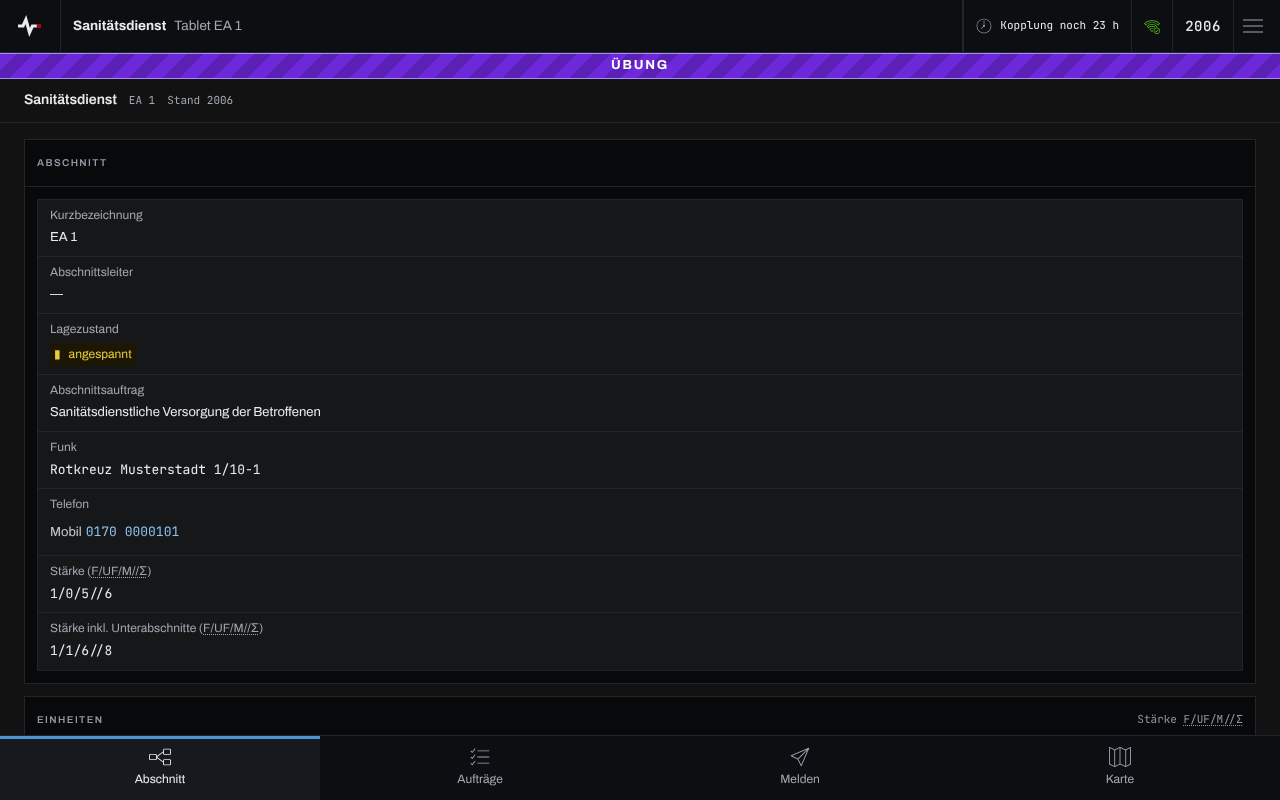 Sanitätsdienst Tablet EA 1
Kopplung noch 23 h
2006
ÜBUNG
Sanitätsdienst EA 1 Stand 2006
ABSCHNITT
Kurzbezeichnung
EA 1
Abschnittsleiter
—
Lagezustand
angespannt
Abschnittsauftrag
Sanitätsdienstliche Versorgung der Betroffenen
Funk
Rotkreuz Musterstadt 1/10-1
Telefon
Mobil 0170 0000101
Stärke (F/UF/M//Σ)
1/0/5//6
Stärke inkl. Unterabschnitte (F/UF/M//Σ)
1/1/6//8
EINHEITEN
Stärke F/UF/M//Σ
Abschnitt
Aufträge
Melden
Karte